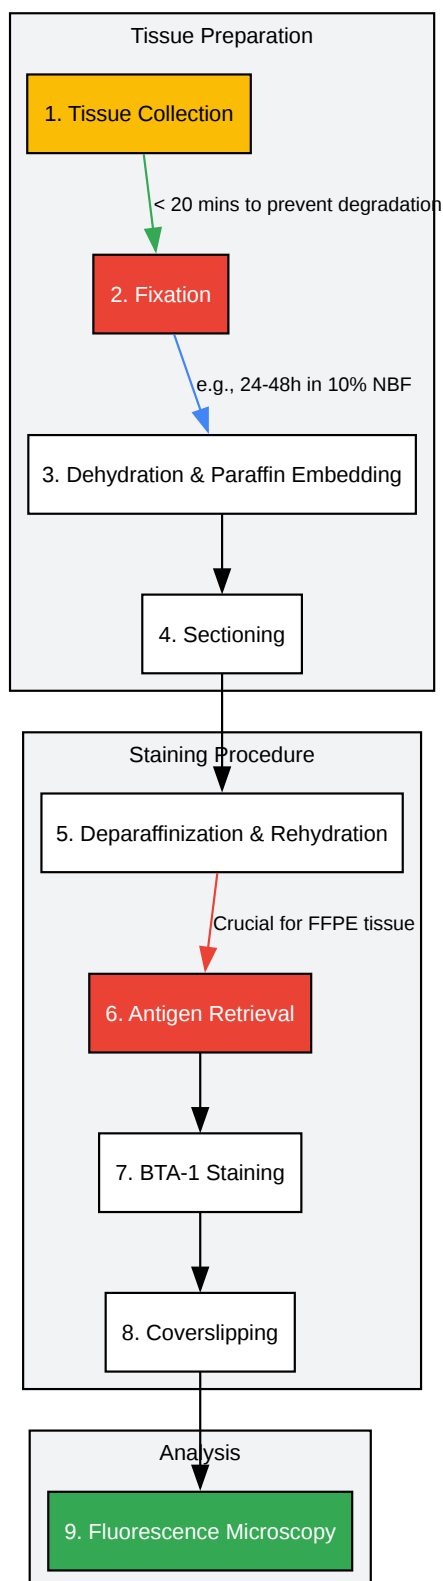 Tissue Preparation
1. Tissue Collection
< 20 mins to prevent degradation
2. Fixation
e.g., 24-48h in 10% NBF
3. Dehydration & Paraffin Embedding
4. Sectioning
Staining Procedure
5. Deparaffinization & Rehydration
Crucial for FFPE tissue
6. Antigen Retrieval
7. BTA-1 Staining
8. Coverslipping
Analysis
9. Fluorescence Microscopy